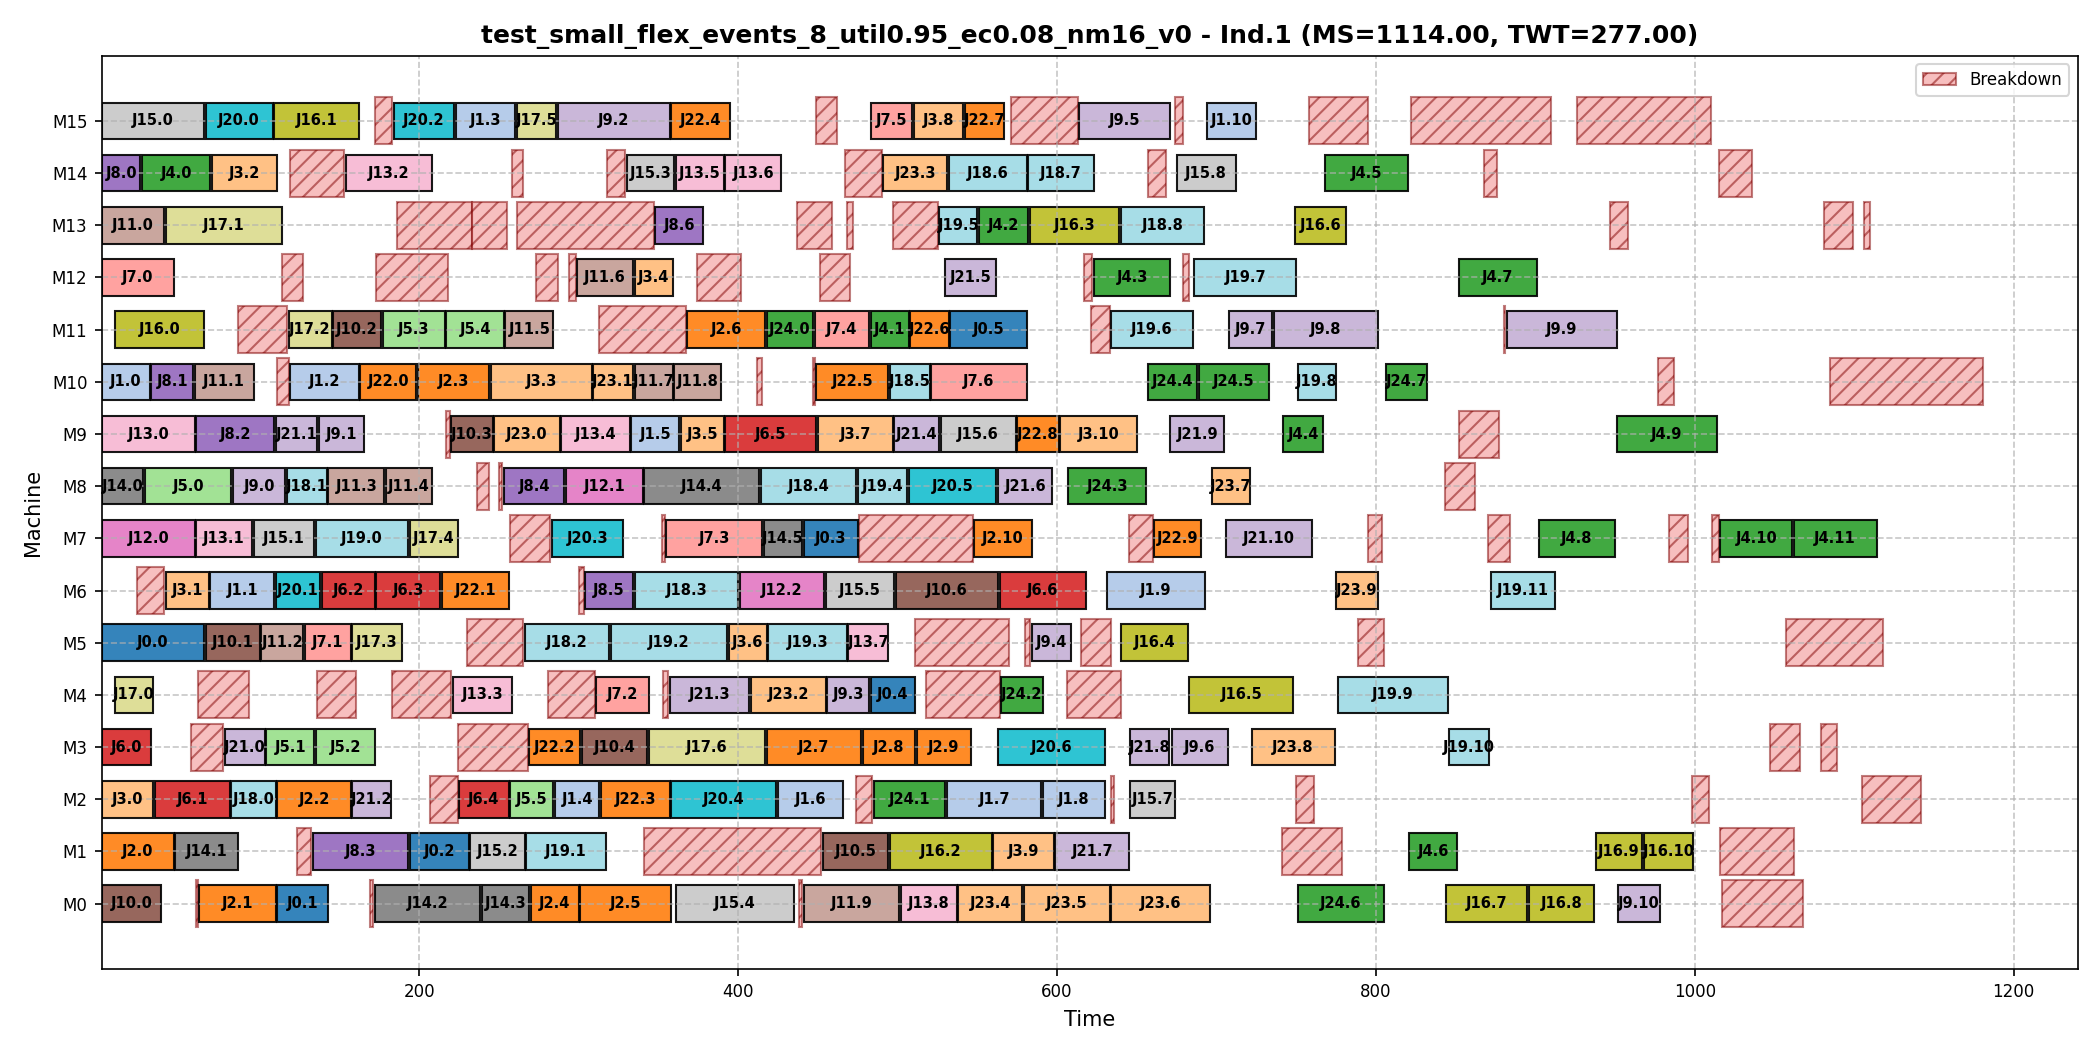 test_small_flex_events_8_util0.95_ec0.08_nm16_v0 - Ind.1 (MS=1114.00, TWT=277.00)
Breakdown
M15 J15.0 J20.0 J16.1 J20.2 J1.3 J17.5 J9.2 J22.4 J7.5 J3.8 J22.7 J9.5 J1.10
M14 J8.0 J4.0 J3.2 J13.2 J15.3 J13.5 J13.6 J23.3 J18.6 J18.7 J15.8 J4.5
M13 J11.0 J17.1 J8.6 J19.5 J4.2 J16.3 J18.8 J16.6
M12 J7.0 J11.6 J3.4 J21.5 J4.3 J19.7 J4.7
M11 J16.0 J17.2 J10.2 J5.3 J5.4 J11.5 J2.6 J24.0 J7.4 J4.1 J22.6 J0.5 J19.6 J9.7 J9.8 J9.9
M10 J1.0 J8.1 J11.1 J1.2 J22.0 J2.3 J3.3 J23.1 J11.7 J11.8 J22.5 J18.5 J7.6 J24.4 J24.5 J19.8 J24.7
M9 J13.0 J8.2 J21.1 J9.1 J10.3 J23.0 J13.4 J1.5 J3.5 J6.5 J3.7 J21.4 J15.6 J22.8 J3.10 J21.9 J4.4 J4.9
M8 J14.0 J5.0 J9.0 J18.1 J11.3 J11.4 J8.4 J12.1 J14.4 J18.4 J19.4 J20.5 J21.6 J24.3 J23.7
M7 J12.0 J13.1 J15.1 J19.0 J17.4 J20.3 J7.3 J14.5 J0.3 J2.10 J22.9 J21.10 J4.8 J4.10 J4.11
M6 J3.1 J1.1 J20.1 J6.2 J6.3 J22.1 J8.5 J18.3 J12.2 J15.5 J10.6 J6.6 J1.9 J23.9 J19.11
M5 J0.0 J10.1 J11.2 J7.1 J17.3 J18.2 J19.2 J3.6 J19.3 J13.7 J9.4 J16.4
M4 J17.0 J13.3 J7.2 J21.3 J23.2 J9.3 J0.4 J24.2 J16.5 J19.9
M3 J6.0 J21.0 J5.1 J5.2 J22.2 J10.4 J17.6 J2.7 J2.8 J2.9 J20.6 J21.8 J9.6 J23.8 J19.10
M2 J3.0 J6.1 J18.0 J2.2 J21.2 J6.4 J5.5 J1.4 J22.3 J20.4 J1.6 J24.1 J1.7 J1.8 J15.7
M1 J2.0 J14.1 J8.3 J0.2 J15.2 J19.1 J10.5 J16.2 J3.9 J21.7 J4.6 J16.9 J16.10
M0 J10.0 J2.1 J0.1 J14.2 J14.3 J2.4 J2.5 J15.4 J11.9 J13.8 J23.4 J23.5 J23.6 J24.6 J16.7 J16.8 J9.10
Machine
200 400 600 800 1000 1200
Time